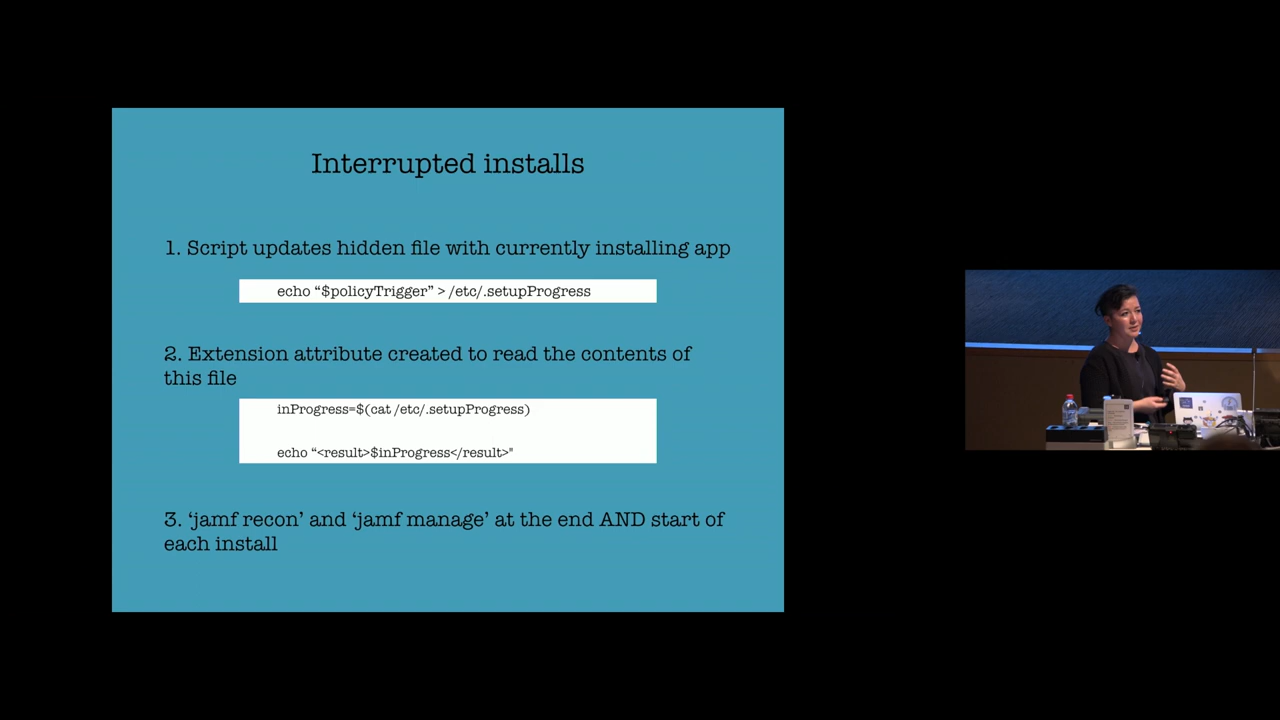 Interrupted installs
1. Script updates hidden file with currently installing app
echo “$policyTrigger” > /etc/.setupProgress
2. Extension attribute created to read the contents of
this file
inProgress=$(cat /etc/.setupProgress)
echo “<result>$inProgress</result>"
3. ‘jamf recon’ and ‘jamf manage’ at the end AND start of
each install